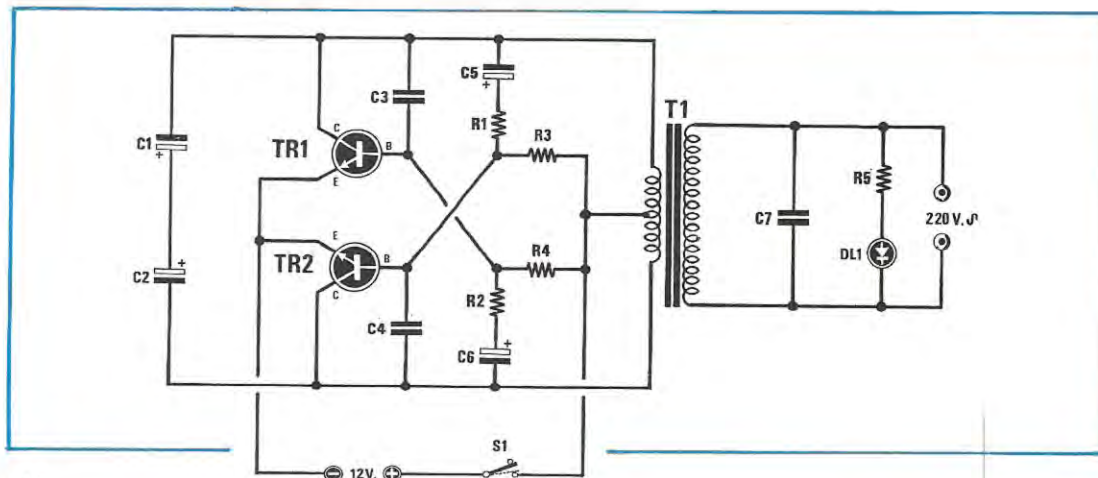 C1
+
C2
+
C
TR1
B
E
E
TR2
B
C
C3
C4
C5
+
R1
R3
R4
R2
C6
+
T1
C7
R5
DL1
220 V.
12V.
S1